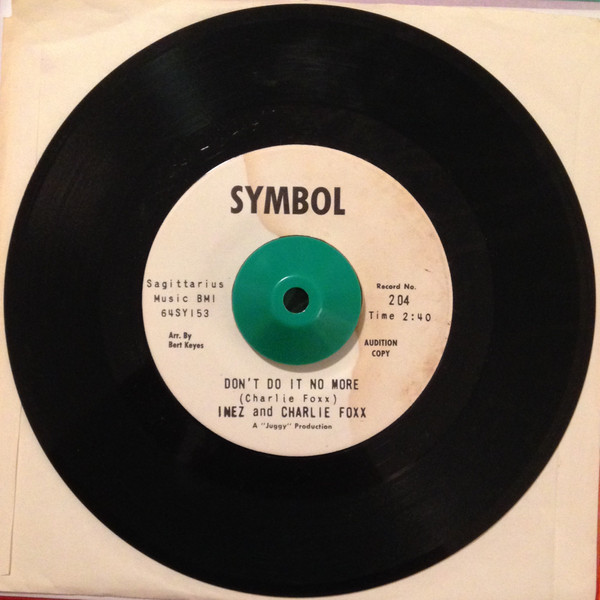 SYMBOL
Sagittarius
Music BMI
64SY153
Arr. By
Bert Keyes
Record No.
204
Time 2:40
AUDITION
COPY
DON'T DO IT NO MORE
(Charlie Foxx)
INEZ and CHARLIE FOXX
A "Juggy" Production